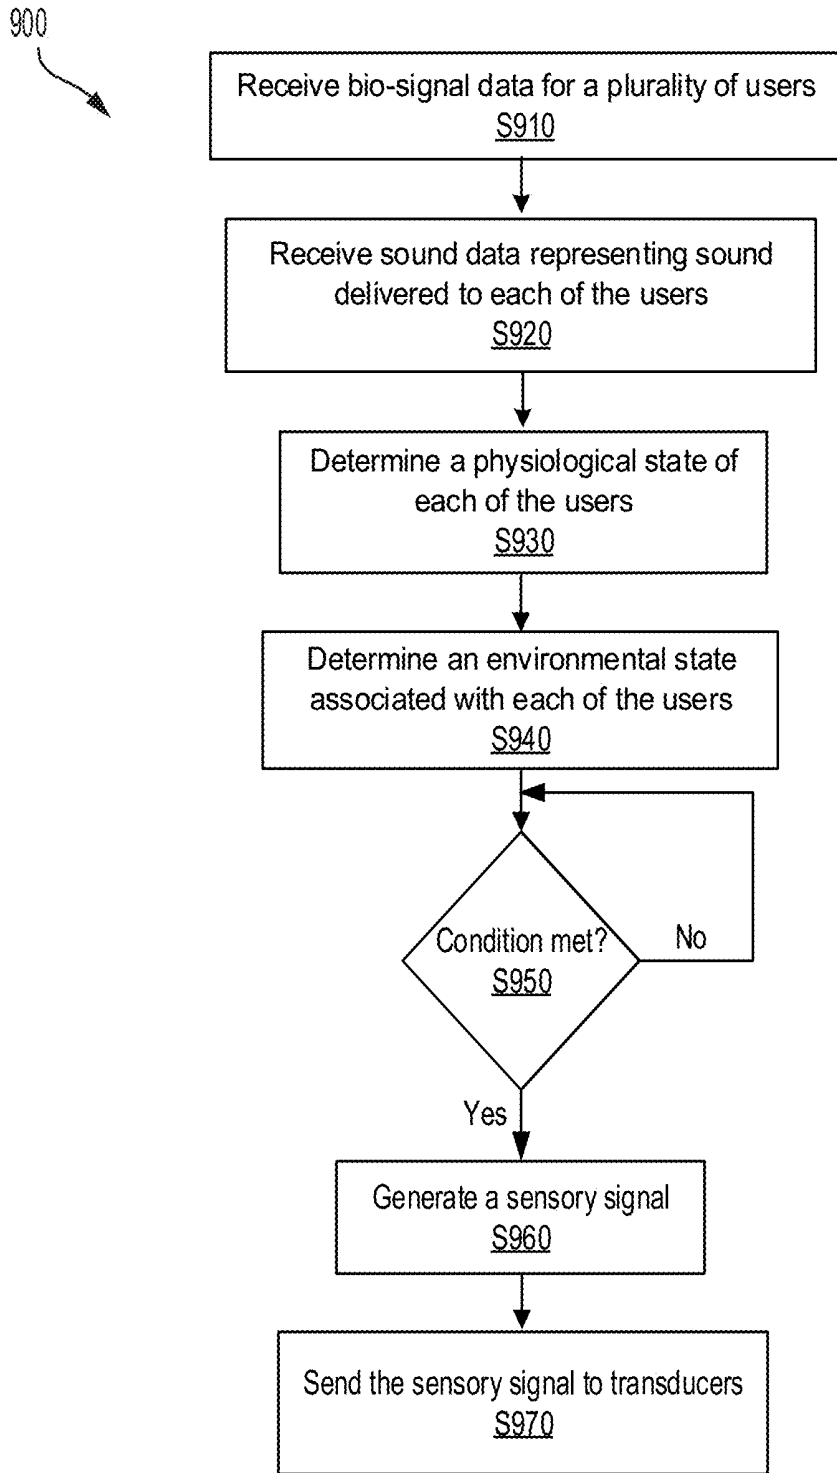 900
Receive bio-signal data for a plurality of users
S910
Receive sound data representing sound
delivered to each of the users
S920
Determine a physiological state of
each of the users
S930
Determine an environmental state
associated with each of the users
S940
Condition met?
S950
No
Yes
Generate a sensory signal
S960
Send the sensory signal to transducers
S970